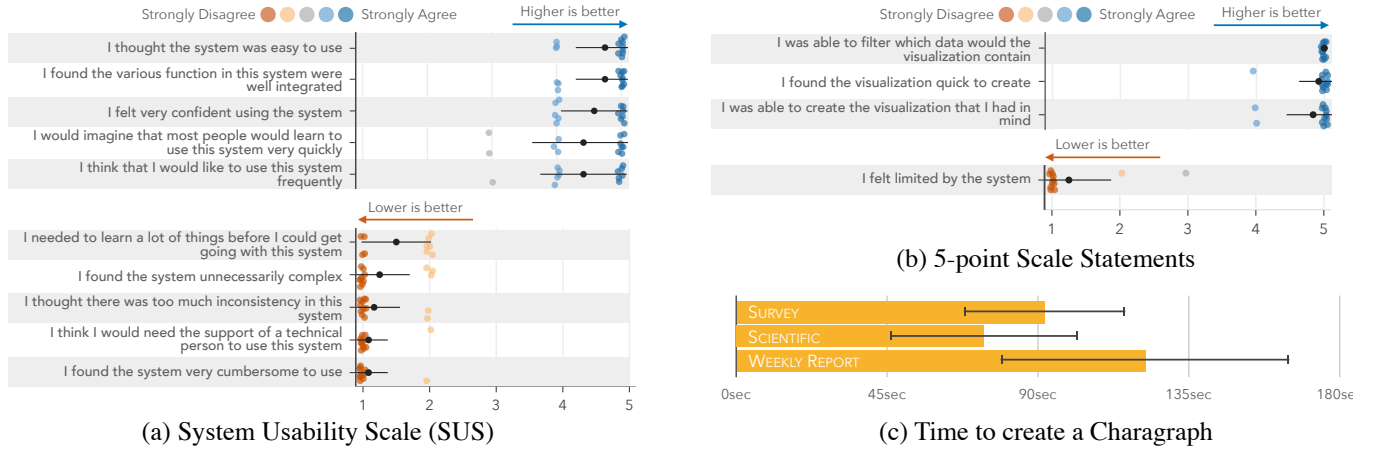 Strongly Disagree Strongly Agree
Higher is better
I thought the system was easy to use
I found the various function in this system were
well integrated
I felt very confident using the system
I would imagine that most people would learn to
use this system very quickly
I think that I would like to use this system
frequently
Lower is better
I needed to learn a lot of things before I could get
going with this system
I found the system unnecessarily complex
I thought there was too much inconsistency in this
system
I think I would need the support of a technical
person to use this system
I found the system very cumbersome to use
1 2 3 4 5
(a) System Usability Scale (SUS)
Strongly Disagree Strongly Agree
Higher is better
I was able to filter which data would the
visualization contain
I found the visualization quick to create
I was able to create the visualization that I had in
mind
Lower is better
I felt limited by the system
1 2 3 4 5
(b) 5-point Scale Statements
SURVEY
SCIENTIFIC
WEEKLY REPORT
0sec 45sec 90sec 135sec 180se
(c) Time to create a Charagraph